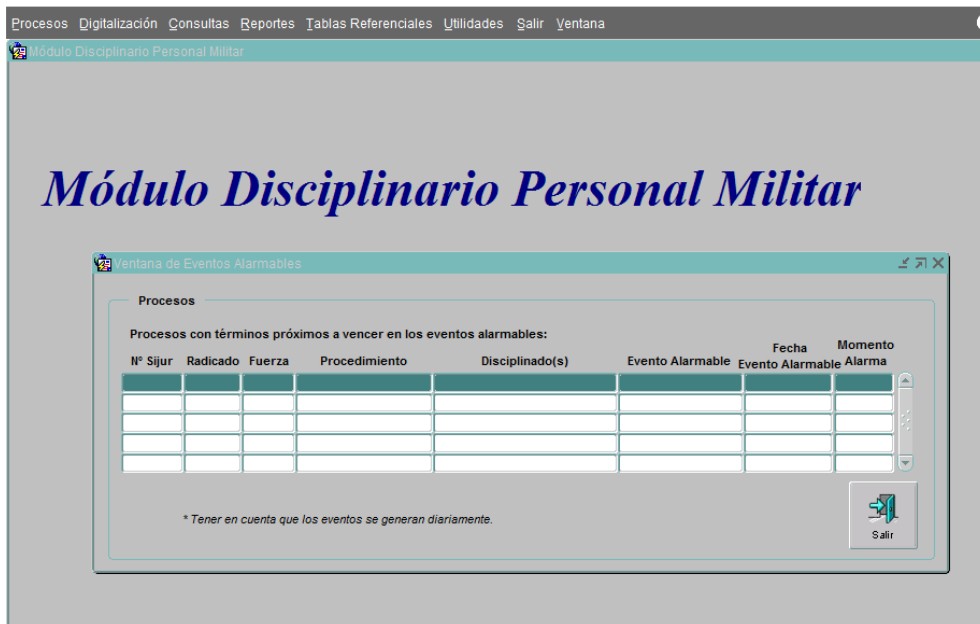 Procesos Digitalización Consultas Reportes Tablas Referenciales Utilidades Salir Ventana
Módulo Disciplinario Personal Militar
Módulo Disciplinario Personal Militar
Ventana de Eventos Alarmables
Procesos
Procesos con términos próximos a vencer en los eventos alarmables:
Nº Sijur Radicado Fuerza Procedimiento Disciplinado(s) Evento Alarmable Fecha Evento Alarmable Momento Alarma
* Tener en cuenta que los eventos se generan diariamente.
Salir